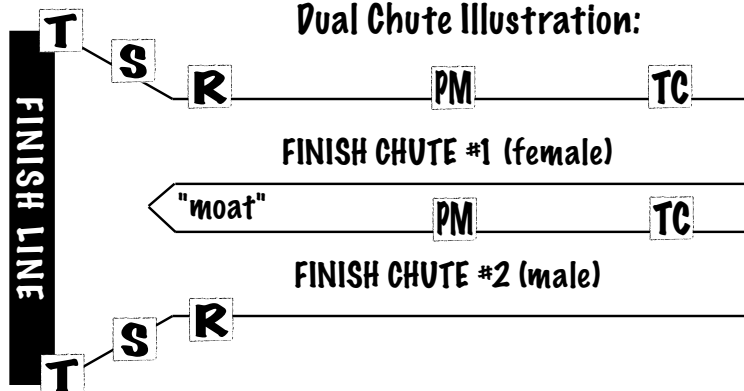 Dual Chute Illustration:
T
S
R
PM
TC
FINISH LINE
FINISH CHUTE #1 (female)
"moat"
PM
TC
FINISH CHUTE #2 (male)
R
S
T